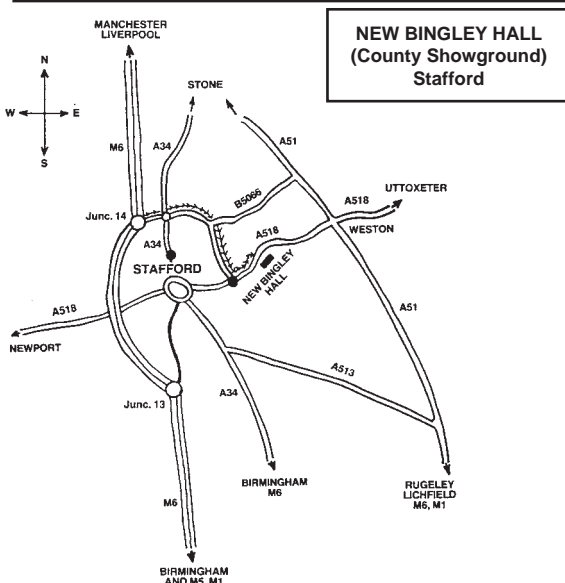 NEW BINGLEY HALL
(County Showground)
Stafford
MANCHESTER
LIVERPOOL
N
W
E
S
STONE
M6
A34
A51
B5066
A518
UTTOXETER
Junc. 14
A518
WESTON
A34
STAFFORD
NEW BINGLEY
HALL
A518
A51
NEWPORT
A513
Junc. 13
A34
M6
BIRMINGHAM
M6
RUGELEY
LICHFIELD
M6, M1
BIRMINGHAM
AND M5, M1